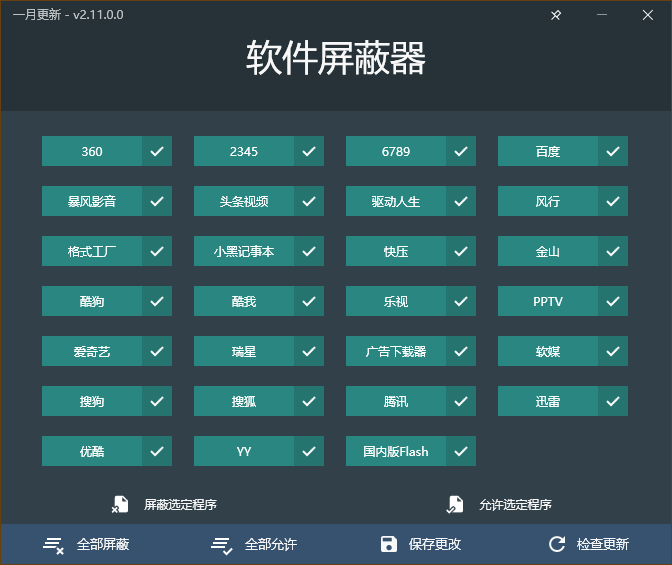 一月更新 - v2.11.0.0
软件屏蔽器
360 2345 6789 百度
暴风影音 头条视频 驱动人生 风行
格式工厂 小黑记事本 快压 金山
酷狗 酷我 乐视 PPTV
爱奇艺 瑞星 广告下载器 软媒
搜狗 搜狐 腾讯 迅雷
优酷 YY 国内版Flash
屏蔽选定程序 允许选定程序
全部屏蔽 全部允许 保存更改 检查更新